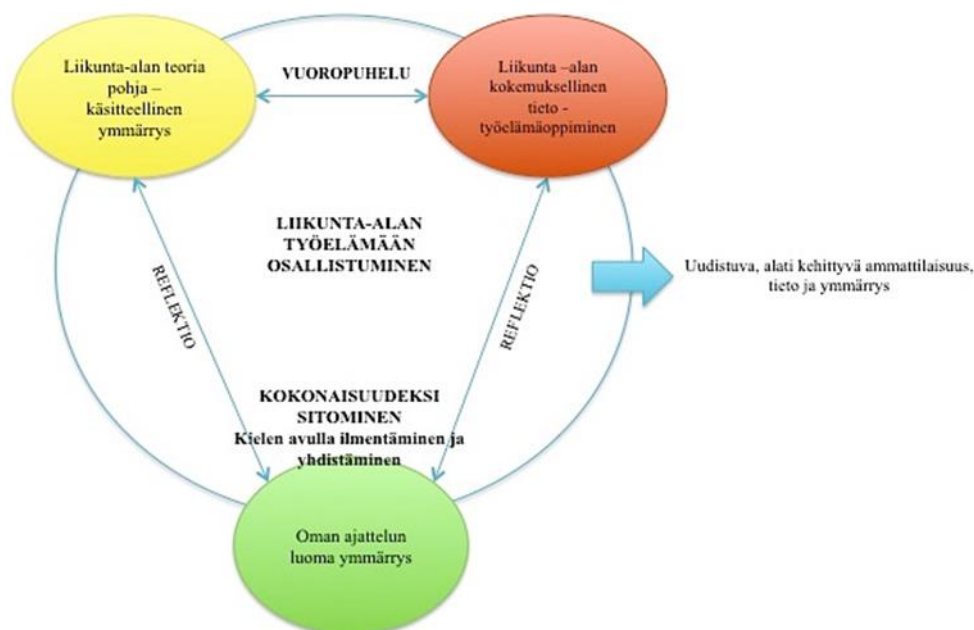 Liikunta-alan teoria
pohja –
käsitteellinen
ymmärrys
VUOROPUHELU
Liikunta –alan
kokemuksellinen
tieto -
työelämäoppiminen
LIIKUNTA-ALAN
TYÖELÄMÄÄN
OSALLISTUMINEN
REFLEKTIO
REFLEKTIO
Uudistuva, alati kehittyvä ammattilaisuus,
tieto ja ymmärrys
KOKONAISUUDEKSI
SITOMINEN
Kielen avulla ilmentäminen ja
yhdistäminen
Oman ajattelun
luoma ymmärrys